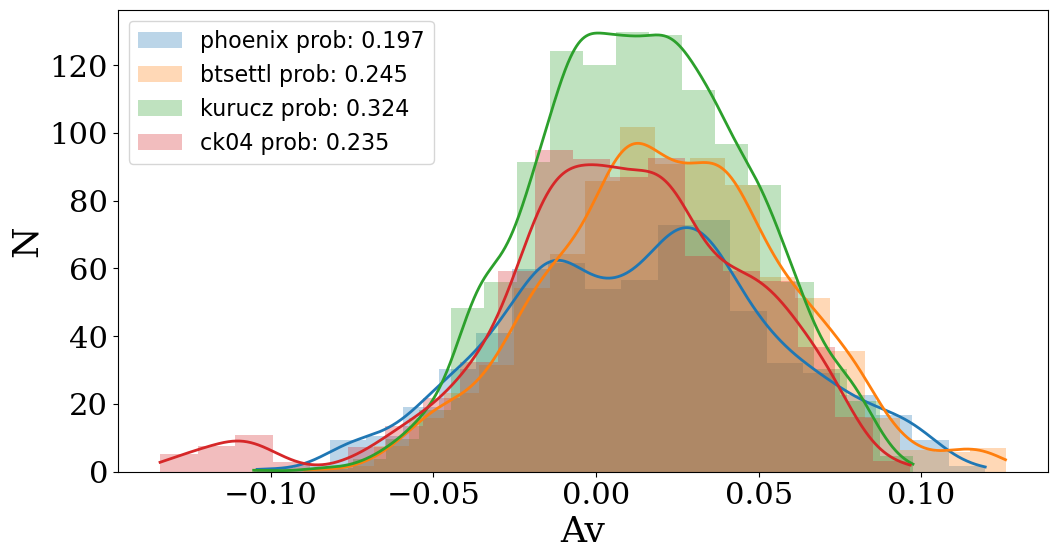 phoenix prob: 0.197
btsettl prob: 0.245
kurucz prob: 0.324
ck04 prob: 0.235
120
100
80
60
40
20
0
N
−0.10 −0.05 0.00 0.05 0.10
Av